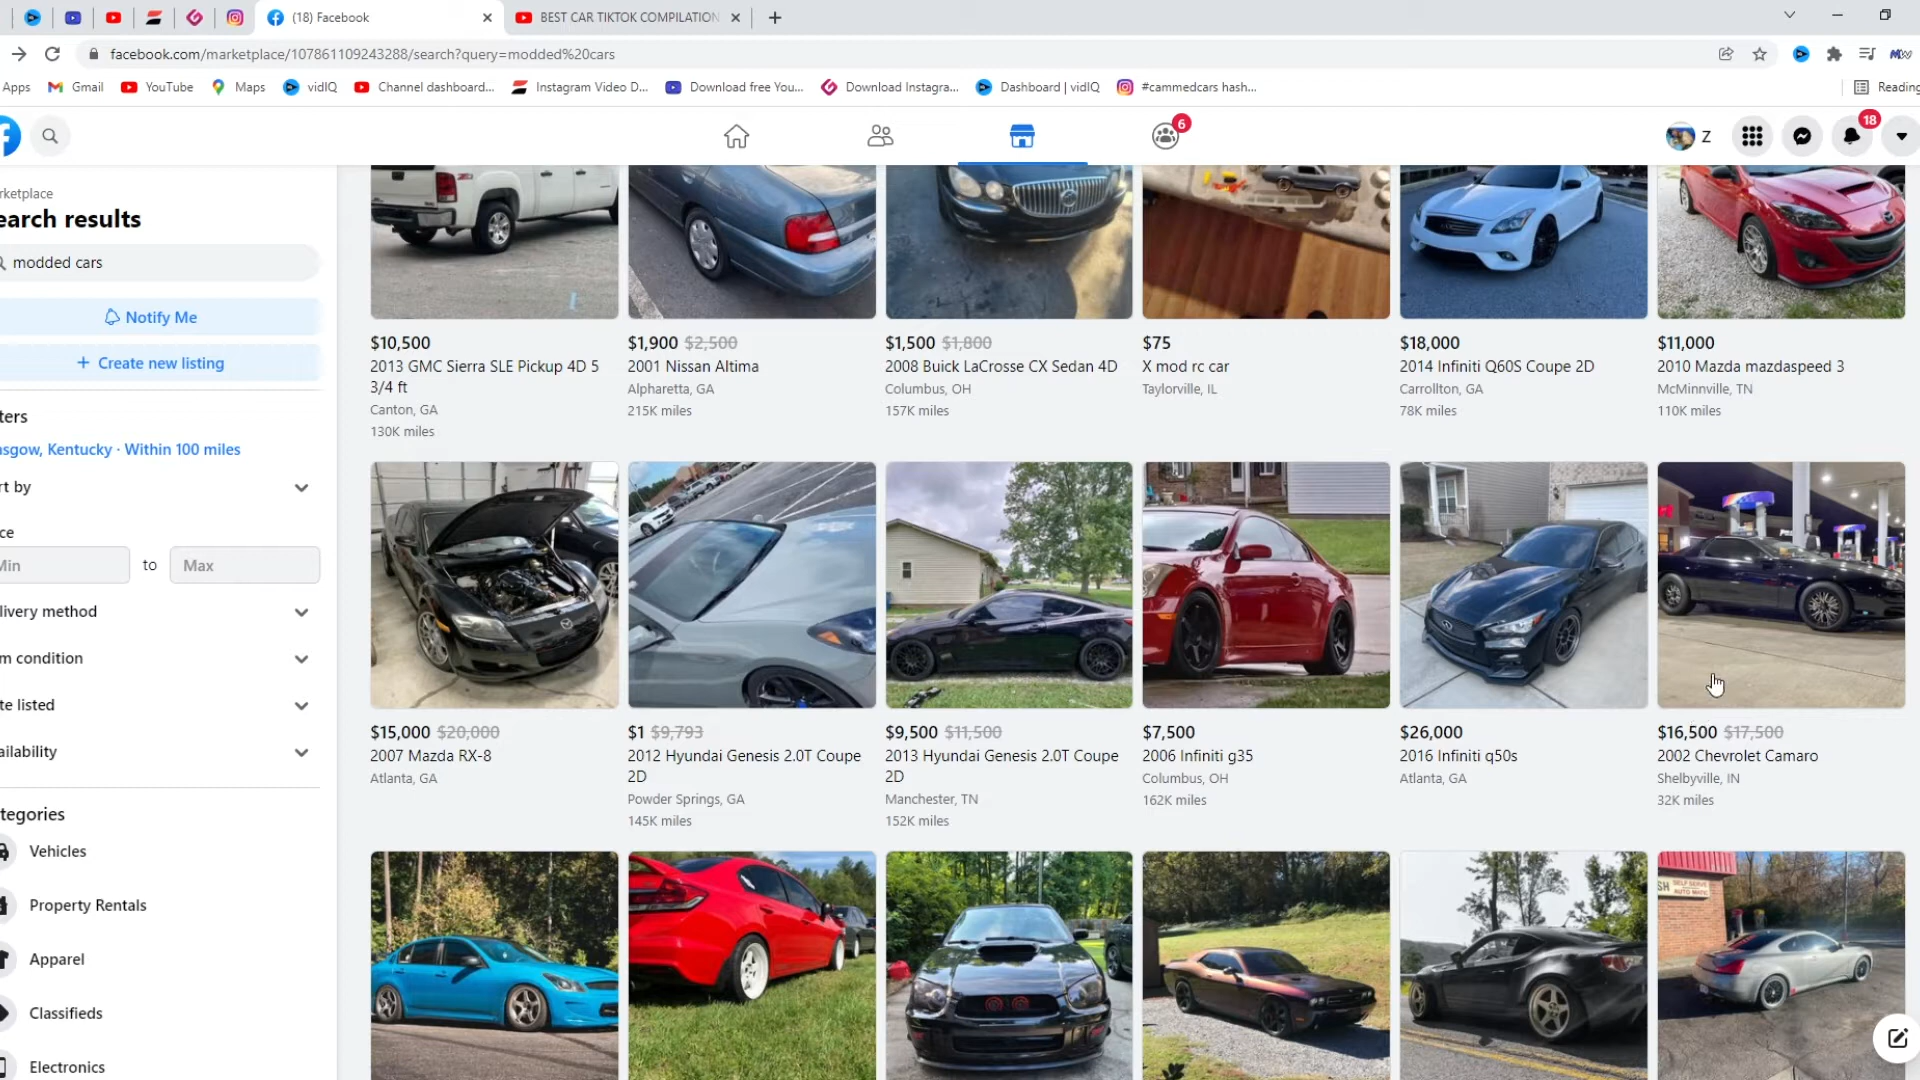 (18) Facebook
BEST CAR TIKTOK COMPILATION
facebook.com/marketplace/107861109243288/search?query=modded%20cars
Apps
Gmail
YouTube
Maps
vidIQ
Channel dashboard...
Instagram Video D...
Download free You...
Download Instagra...
Dashboard | vidIQ
#cammedcars hash...
Reading
6
Z
18
rketplace
earch results
modded cars
Notify Me
+ Create new listing
ters
sgow, Kentucky · Within 100 miles
rt by
ce
Min
to
Max
livery method
m condition
te listed
ailability
tegories
Vehicles
Property Rentals
Apparel
Classifieds
Electronics
$10,500
2013 GMC Sierra SLE Pickup 4D 5
3/4 ft
Canton, GA
130K miles
$1,900 $2,500
2001 Nissan Altima
Alpharetta, GA
215K miles
$1,500 $1,800
2008 Buick LaCrosse CX Sedan 4D
Columbus, OH
157K miles
$75
X mod rc car
Taylorville, IL
$18,000
2014 Infiniti Q60S Coupe 2D
Carrollton, GA
78K miles
$11,000
2010 Mazda mazdaspeed 3
McMinnville, TN
110K miles
$15,000 $20,000
2007 Mazda RX-8
Atlanta, GA
$1 $9,793
2012 Hyundai Genesis 2.0T Coupe
2D
Powder Springs, GA
145K miles
$9,500 $11,500
2013 Hyundai Genesis 2.0T Coupe
2D
Manchester, TN
152K miles
$7,500
2006 Infiniti g35
Columbus, OH
162K miles
$26,000
2016 Infiniti q50s
Atlanta, GA
$16,500 $17,500
2002 Chevrolet Camaro
Shelbyville, IN
32K miles
SELF SERVE
AUTO WASH